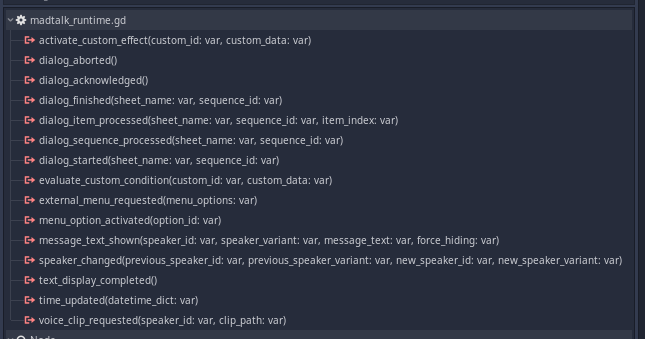 madtalk_runtime.gd
activate_custom_effect(custom_id: var, custom_data: var)
dialog_aborted()
dialog_acknowledged()
dialog_finished(sheet_name: var, sequence_id: var)
dialog_item_processed(sheet_name: var, sequence_id: var, item_index: var)
dialog_sequence_processed(sheet_name: var, sequence_id: var)
dialog_started(sheet_name: var, sequence_id: var)
evaluate_custom_condition(custom_id: var, custom_data: var)
external_menu_requested(menu_options: var)
menu_option_activated(option_id: var)
message_text_shown(speaker_id: var, speaker_variant: var, message_text: var, force_hiding: var)
speaker_changed(previous_speaker_id: var, previous_speaker_variant: var, new_speaker_id: var, new_speaker_variant: var)
text_display_completed()
time_updated(datetime_dict: var)
voice_clip_requested(speaker_id: var, clip_path: var)